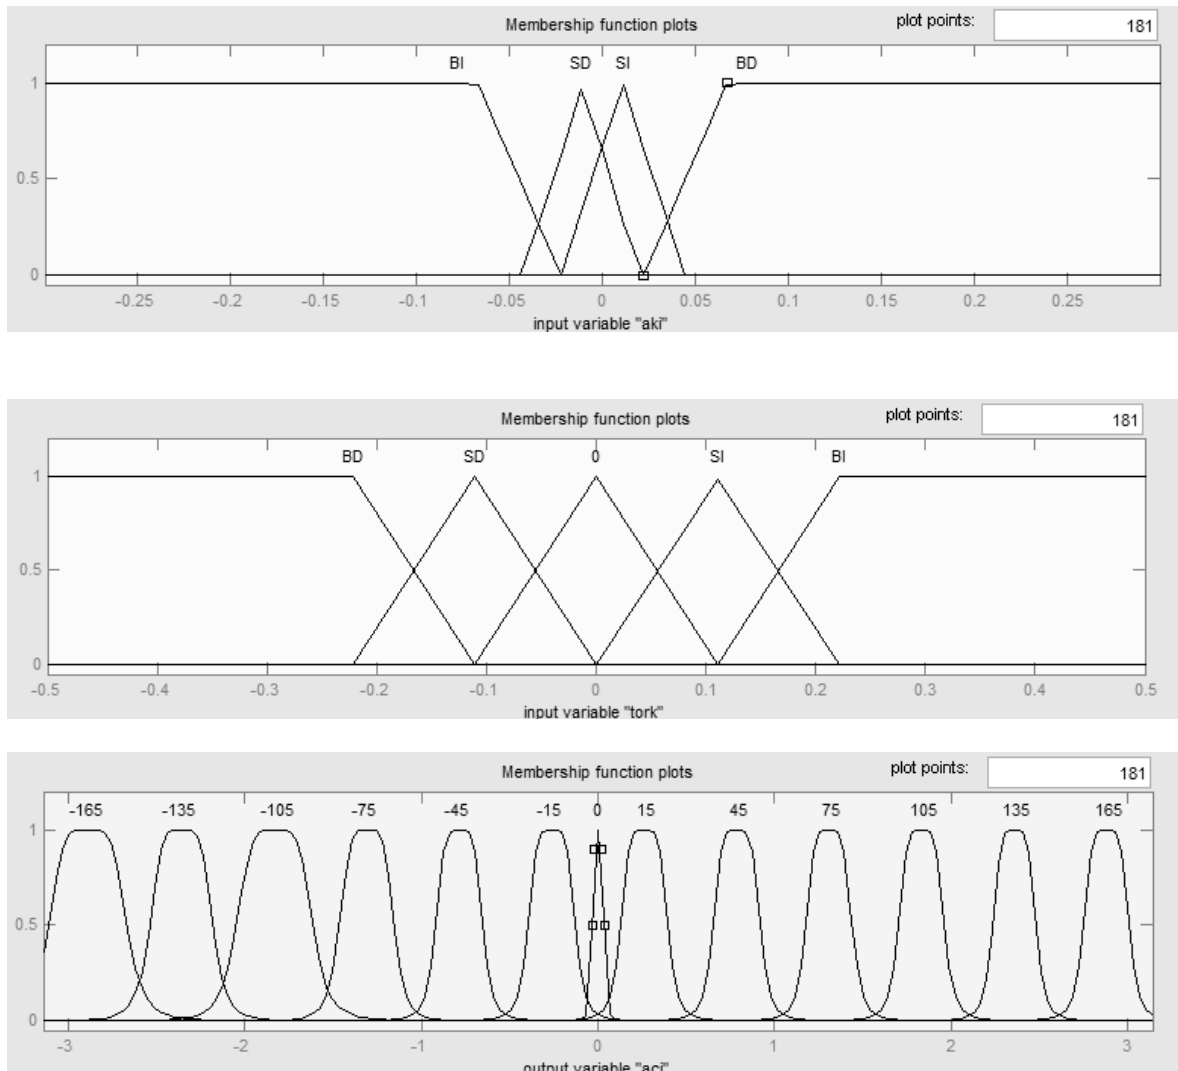 Membership function plots plot points: 181
BI SD SI BD
1
0.5
0
-0.25 -0.2 -0.15 -0.1 -0.05 0 0.05 0.1 0.15 0.2 0.25
input variable "aki"
Membership function plots plot points: 181
BD SD 0 SI BI
1
0.5
0
-0.5 -0.4 -0.3 -0.2 -0.1 0 0.1 0.2 0.3 0.4 0.5
input variable "tork"
Membership function plots plot points: 181
-165 -135 -105 -75 -45 -15 0 15 45 75 105 135 165
1
0.5
0
-3 -2 -1 0 1 2 3
output variable "aci"